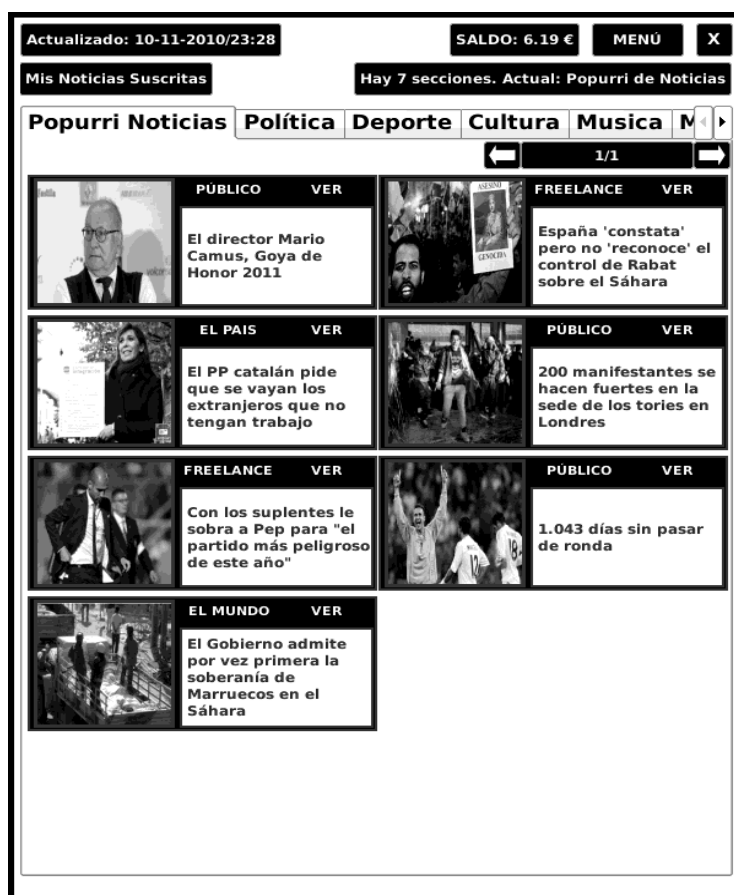 Actualizado: 10-11-2010/23:28
SALDO: 6.19 €
MENÚ
X
Mis Noticias Suscritas
Hay 7 secciones. Actual: Popurri de Noticias
Popurri Noticias
Política
Deporte
Cultura
Musica
1/1
PÚBLICO VER
El director Mario
Camus, Goya de
Honor 2011
FREELANCE VER
ASESINO
GENOCIDA
España 'constata'
pero no 'reconoce' el
control de Rabat
sobre el Sáhara
EL PAIS VER
El PP catalán pide
que se vayan los
extranjeros que no
tengan trabajo
PÚBLICO VER
200 manifestantes se
hacen fuertes en la
sede de los tories en
Londres
FREELANCE VER
Con los suplentes le
sobra a Pep para "el
partido más peligroso
de este año"
PÚBLICO VER
12
18
1.043 días sin pasar
de ronda
EL MUNDO VER
El Gobierno admite
por vez primera la
soberanía de
Marruecos en el
Sáhara